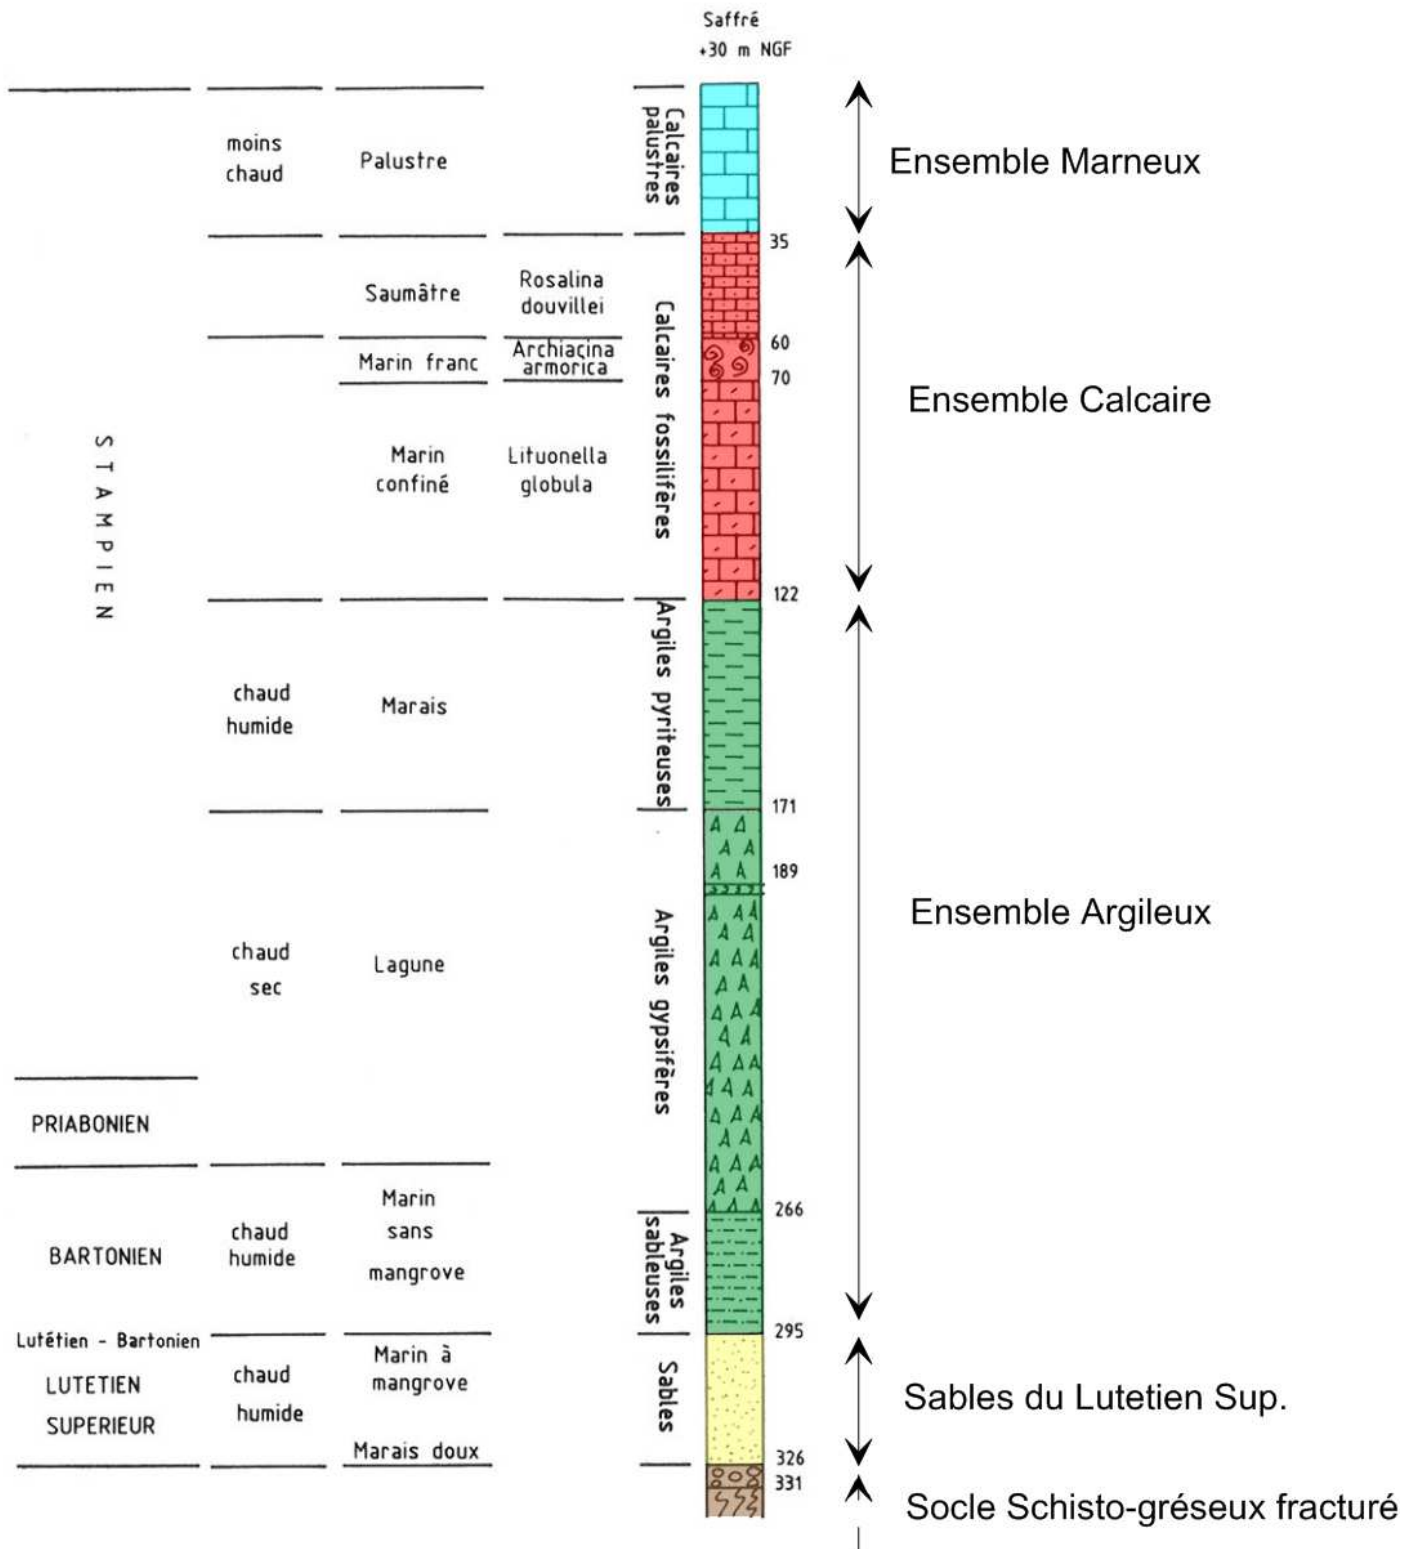 Saffré
+30 m NGF
moins
chaud
Palustre
Calcaires
palustres
Ensemble Marneux
35
Saumâtre
Rosalina
douvillei
60
Marin franc
Archiacina
armorica
70
Calcaires fossilifères
Ensemble Calcaire
STAMPIEN
Marin
confiné
Lituonella
globula
122
chaud
humide
Marais
Argiles pyriteuses
171
189
Ensemble Argileux
chaud
sec
Lagune
Argiles gypsifères
PRIABONIEN
266
BARTONIEN
chaud
humide
Marin
sans
mangrove
Argiles
sableuses
295
Lutétien - Bartonien
LUTETIEN
SUPERIEUR
chaud
humide
Marin à
mangrove
Marais doux
Sables
Sables du Lutetien Sup.
326
331
Socle Schisto-gréseux fracturé